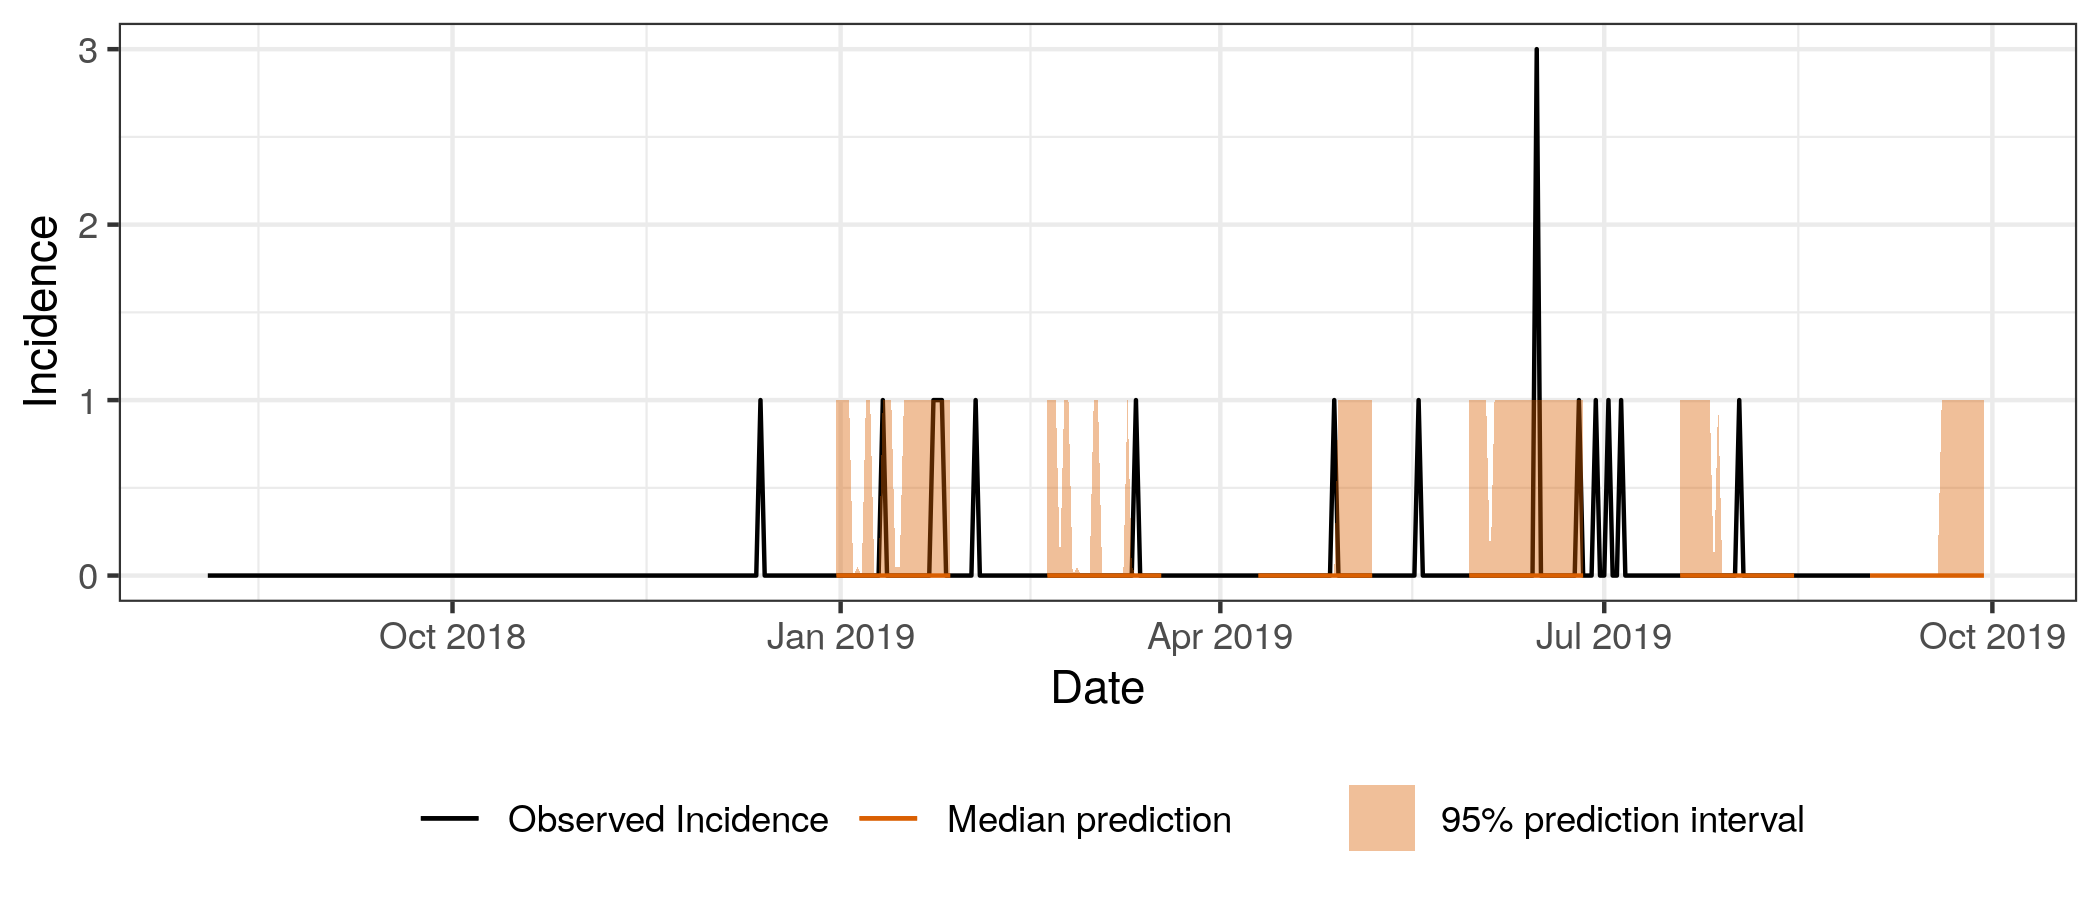 3
2
1
0
Incidence
Oct 2018
Jan 2019
Apr 2019
Jul 2019
Oct 2019
Date
Observed Incidence
Median prediction
95% prediction interval